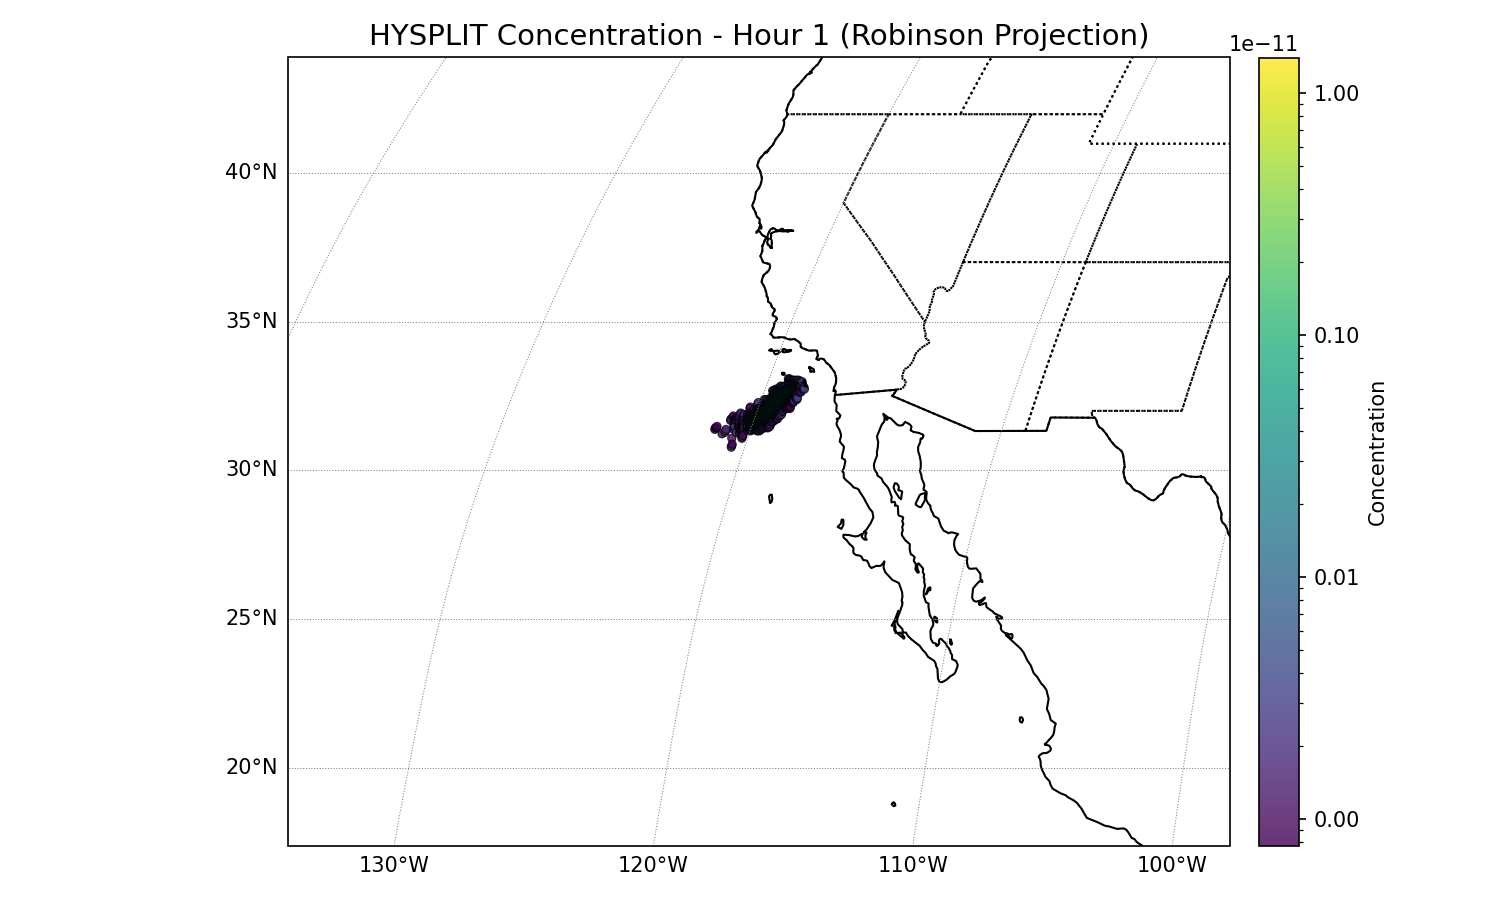 HYSPLIT Concentration - Hour 1 (Robinson Projection)
1e−11
40°N
35°N
30°N
25°N
20°N
130°W
120°W
110°W
100°W
1.00
0.10
0.01
0.00
Concentration